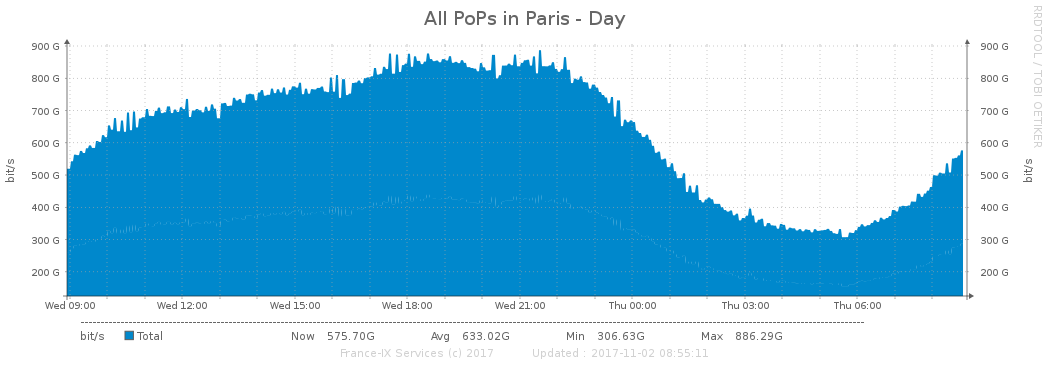 All PoPs in Paris - Day
RRDTOOL / TOBI OETIKER
900 G 900 G
800 G 800 G
700 G 700 G
600 G 600 G
500 G 500 G
400 G 400 G
300 G 300 G
200 G 200 G
bit/s bit/s
Wed 09:00 Wed 12:00 Wed 15:00 Wed 18:00 Wed 21:00 Thu 00:00 Thu 03:00 Thu 06:00
bit/s Total Now 575.70G Avg 633.02G Min 306.63G Max 886.29G
France-IX Services (c) 2017 Updated : 2017-11-02 08:55:11